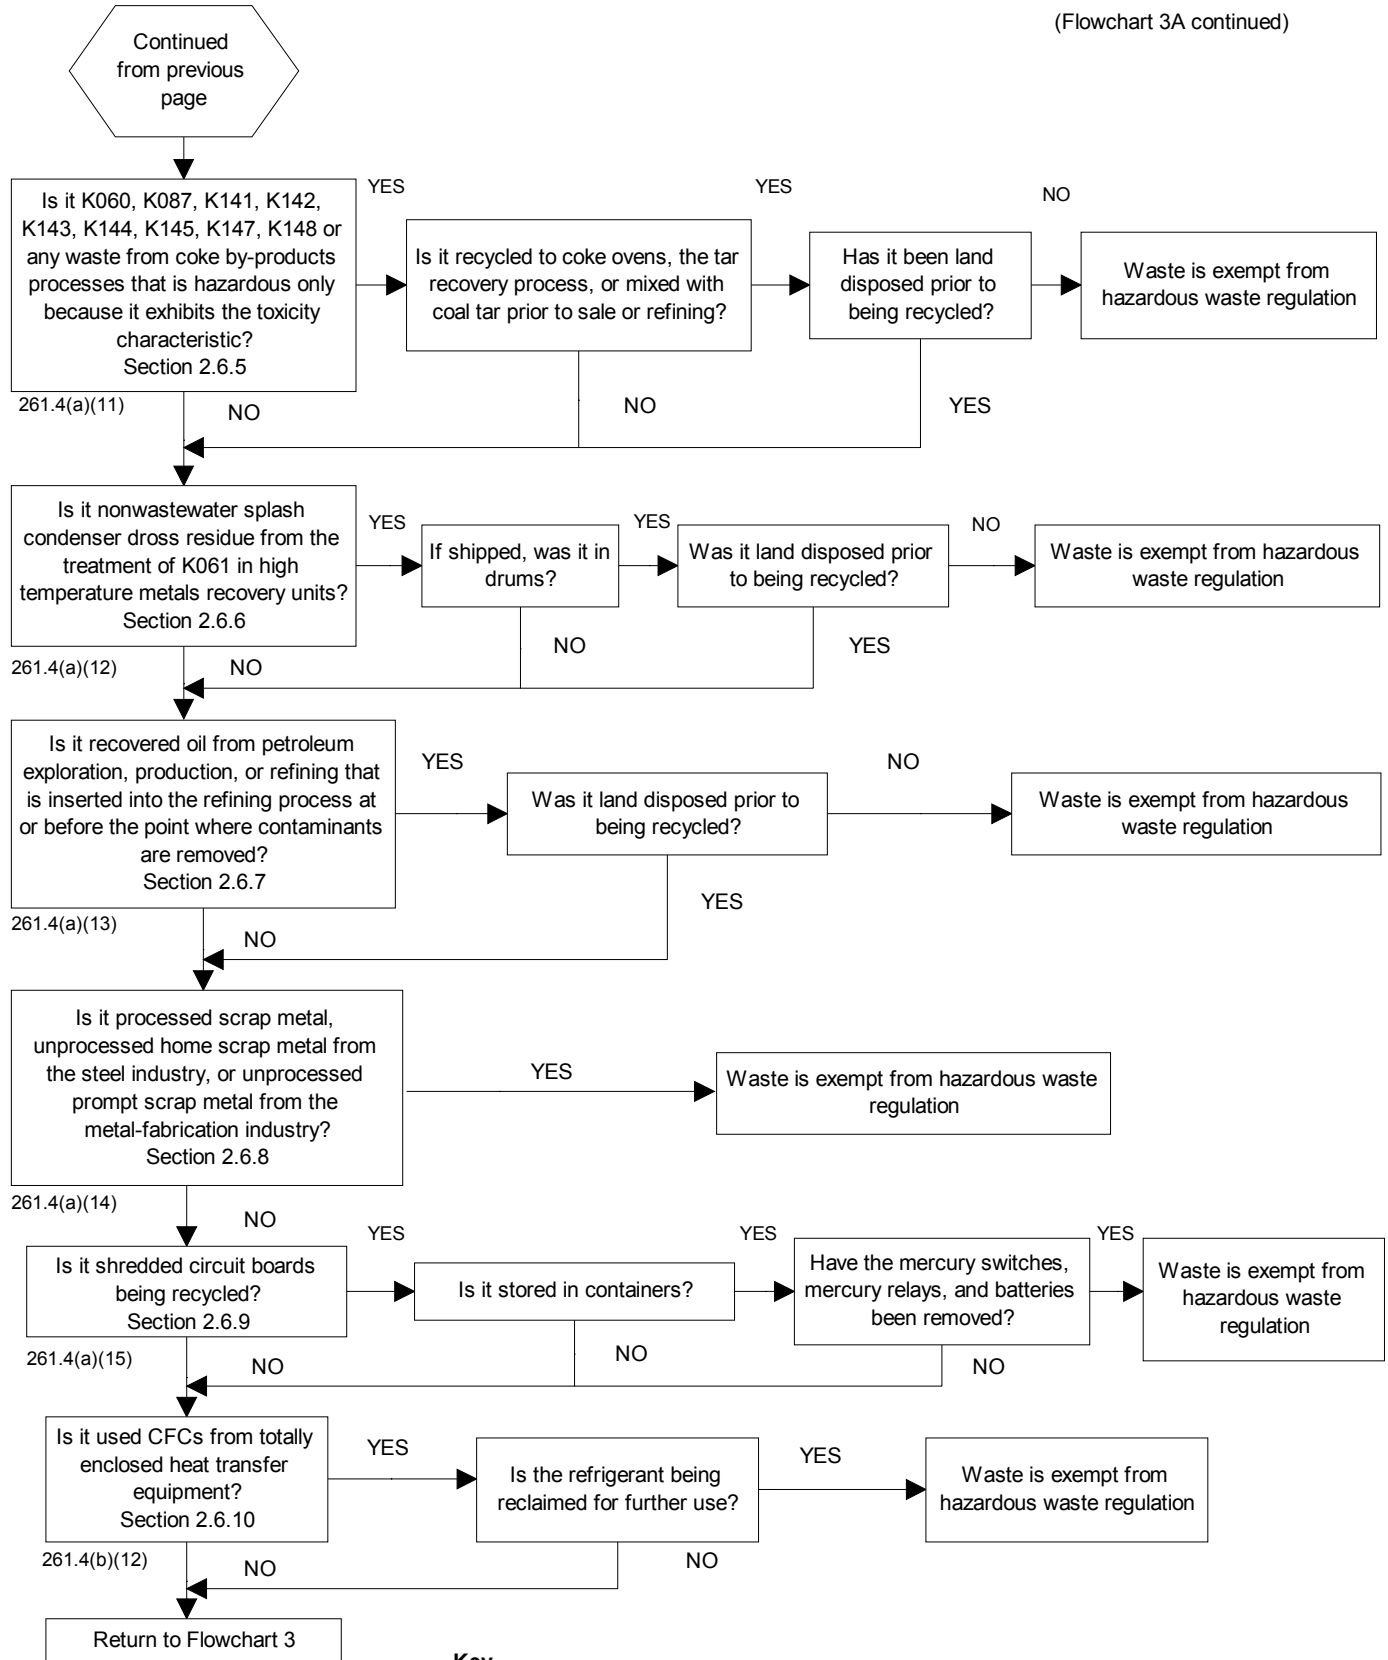 (Flowchart 3A continued)
Continued
from previous
page
Is it K060, K087, K141, K142,
K143, K144, K145, K147, K148 or
any waste from coke by-products
processes that is hazardous only
because it exhibits the toxicity
characteristic?
Section 2.6.5
YES
Is it recycled to coke ovens, the tar
recovery process, or mixed with
coal tar prior to sale or refining?
YES
Has it been land
disposed prior to
being recycled?
NO
Waste is exempt from
hazardous waste regulation
261.4(a)(11)
NO
NO
YES
Is it nonwastewater splash
condenser dross residue from the
treatment of K061 in high
temperature metals recovery units?
Section 2.6.6
YES
If shipped, was it in
drums?
YES
Was it land disposed prior
to being recycled?
NO
Waste is exempt from hazardous
waste regulation
261.4(a)(12)
NO
NO
YES
Is it recovered oil from petroleum
exploration, production, or refining that
is inserted into the refining process at
or before the point where contaminants
are removed?
Section 2.6.7
YES
Was it land disposed prior to
being recycled?
NO
Waste is exempt from hazardous
waste regulation
261.4(a)(13)
NO
YES
Is it processed scrap metal,
unprocessed home scrap metal from
the steel industry, or unprocessed
prompt scrap metal from the
metal-fabrication industry?
Section 2.6.8
YES
Waste is exempt from hazardous waste
regulation
261.4(a)(14)
NO
Is it shredded circuit boards
being recycled?
Section 2.6.9
YES
Is it stored in containers?
YES
Have the mercury switches,
mercury relays, and batteries
been removed?
YES
Waste is exempt from
hazardous waste
regulation
261.4(a)(15)
NO
NO
NO
Is it used CFCs from totally
enclosed heat transfer
equipment?
Section 2.6.10
YES
Is the refrigerant being
reclaimed for further use?
YES
Waste is exempt from
hazardous waste regulation
261.4(b)(12)
NO
NO
Return to Flowchart 3
Key